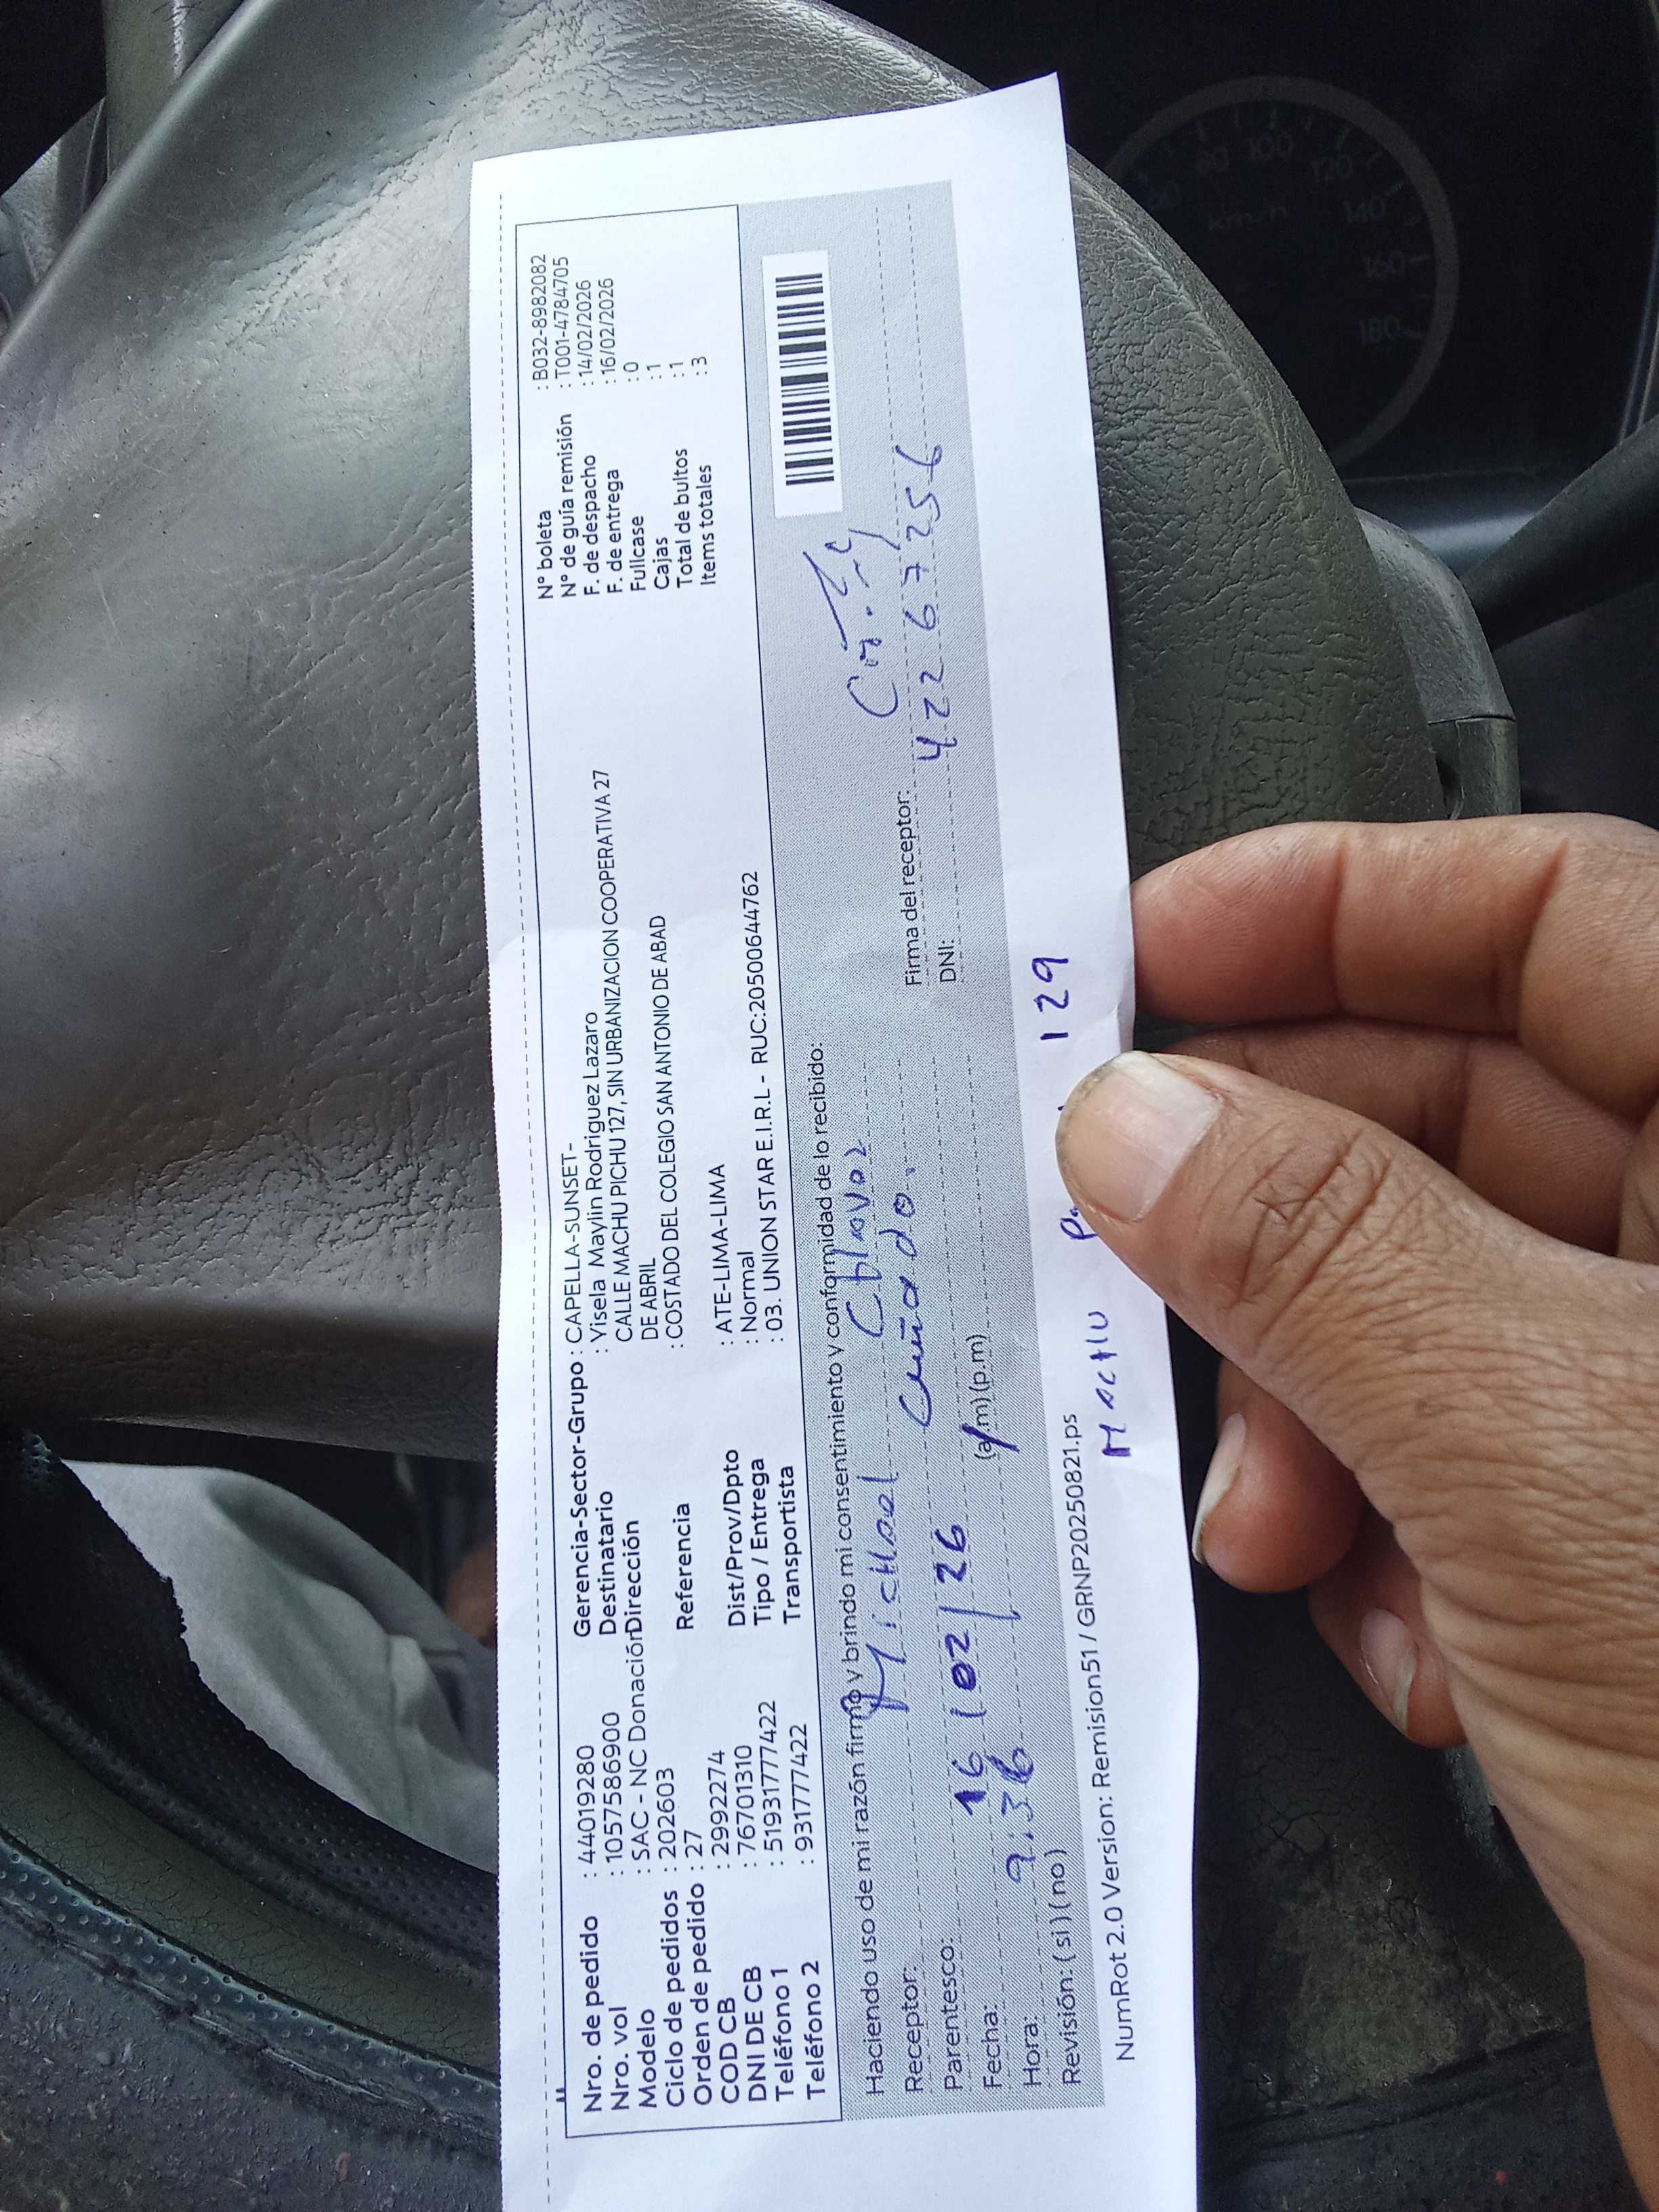 Nro. de pedido : 44019280
Nro. vol : 1057586900
Modelo : SAC - NC Donación
Ciclo de pedidos : 202603
Orden de pedido : 27
COD CB : 2992274
DNI DE CB : 76701310
Teléfono 1 : 51931777422
Teléfono 2 : 931777422
Gerencia-Sector-Grupo : CAPELLA-SUNSET-
Destinatario : Yisela Maylin Rodriguez Lazaro
Dirección CALLE MACHU PICHU 127, SIN URBANIZACION COOPERATIVA 27
DE ABRIL
Referencia : COSTADO DEL COLEGIO SAN ANTONIO DE ABAD
Dist/Prov/Dpto : ATE-LIMA-LIMA
Tipo / Entrega : Normal
Transportista : 03. UNION STAR E.I.R.L - RUC:20500644762
N° boleta : B032-8982082
N° de guía remisión : T001-4784705
F. de despacho : 14/02/2026
F. de entrega : 16/02/2026
Fullcase : 0
Cajas : 1
Total de bultos : 1
Items totales : 3
Haciendo uso de mi razón firmo y brindo mi consentimiento y conformidad de lo recibido:
Receptor:
Parentesco: Cuñado.
Fecha: 16/02/26
Hora: 9:36 (a.m)(p.m)
Revisión: (si)(no)
Firma del receptor:
DNI: 42267256
NumRot 2.0 Version: Remision51 / GRNP20250821.ps
Machu 129